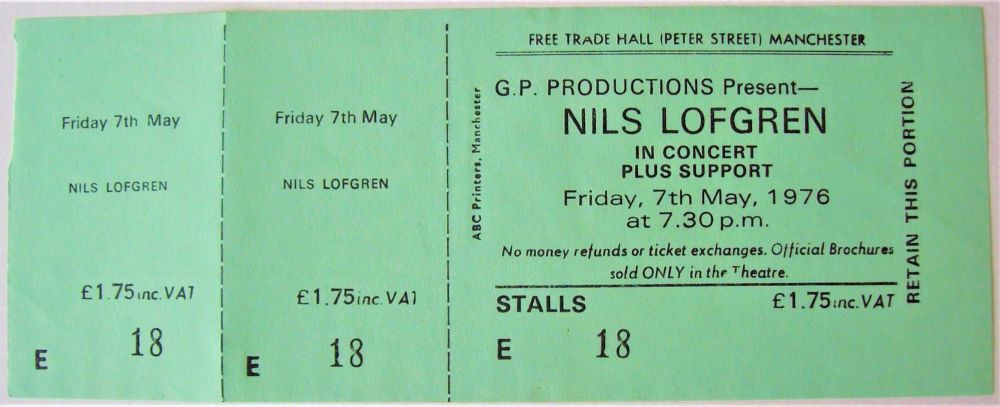 Friday 7th May
NILS LOFGREN
£1.75 inc. VAT
E 18
Friday 7th May
NILS LOFGREN
£1.75 inc. VAT
E 18
ABC Printers, Manchester
FREE TRADE HALL (PETER STREET) MANCHESTER
G.P. PRODUCTIONS Present—
NILS LOFGREN
IN CONCERT
PLUS SUPPORT
Friday, 7th May, 1976
at 7.30 p.m.
No money refunds or ticket exchanges. Official Brochures
sold ONLY in the Theatre.
STALLS £1.75 inc. VAT
E 18
RETAIN THIS PORTION